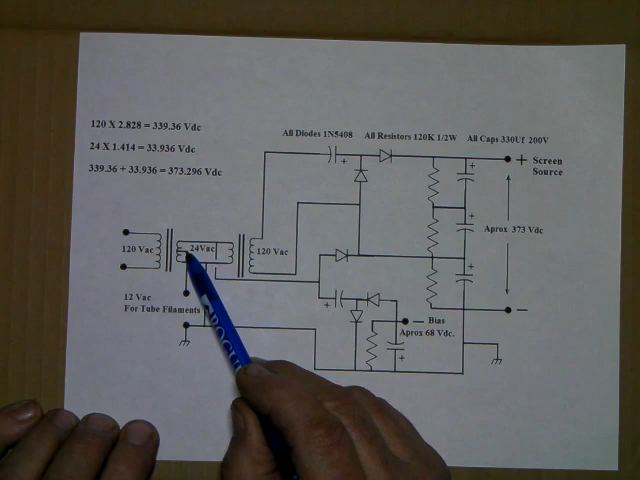 120 X 2.828 = 339.36 Vdc
24 X 1.414 = 33.936 Vdc
339.36 + 33.936 = 373.296 Vdc
All Diodes 1N5408 All Resistors 120K 1/2W All Caps 330Uf 200V
+ Screen
Source
Aprox 373 Vdc
120 Vac
24Vac
120 Vac
12 Vac
For Tube Filaments
— Bias
Aprox 68 Vdc.